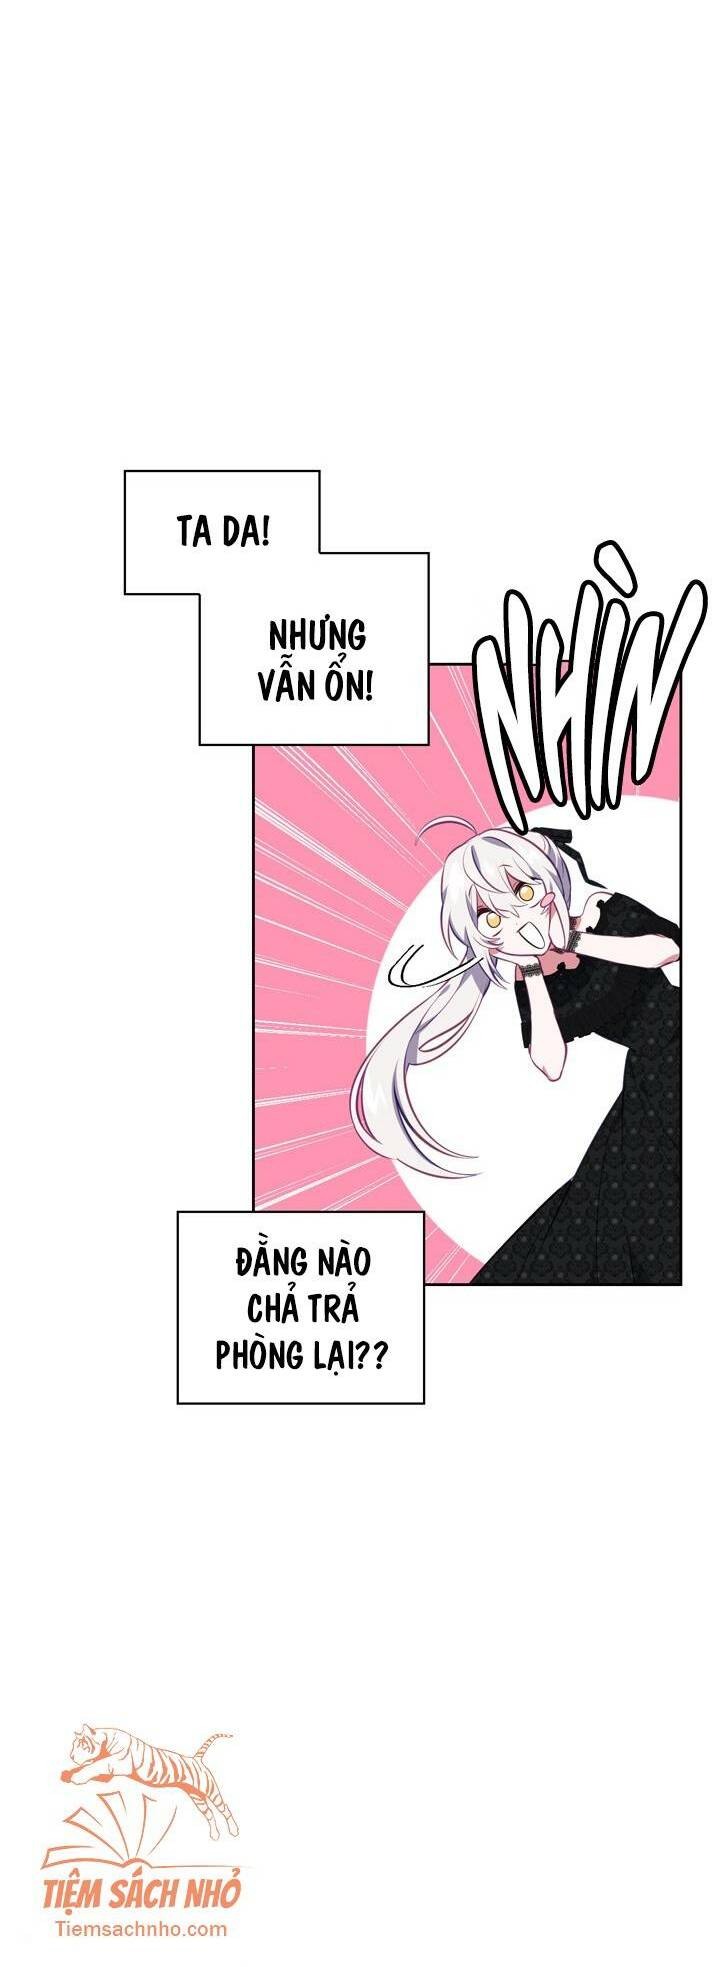 TA DA!
NHƯNG
VẪN ỔN!
NHÌN
ĐẰNG NÀO
CHẢ TRẢ
PHÒNG LẠI??
TIỆM SÁCH NHỎ
Tiemsachnho.com